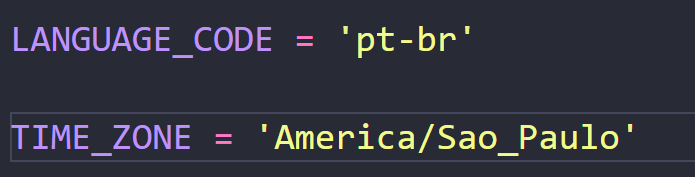 LANGUAGE_CODE = 'pt-br'
TIME_ZONE = 'America/Sao_Paulo'